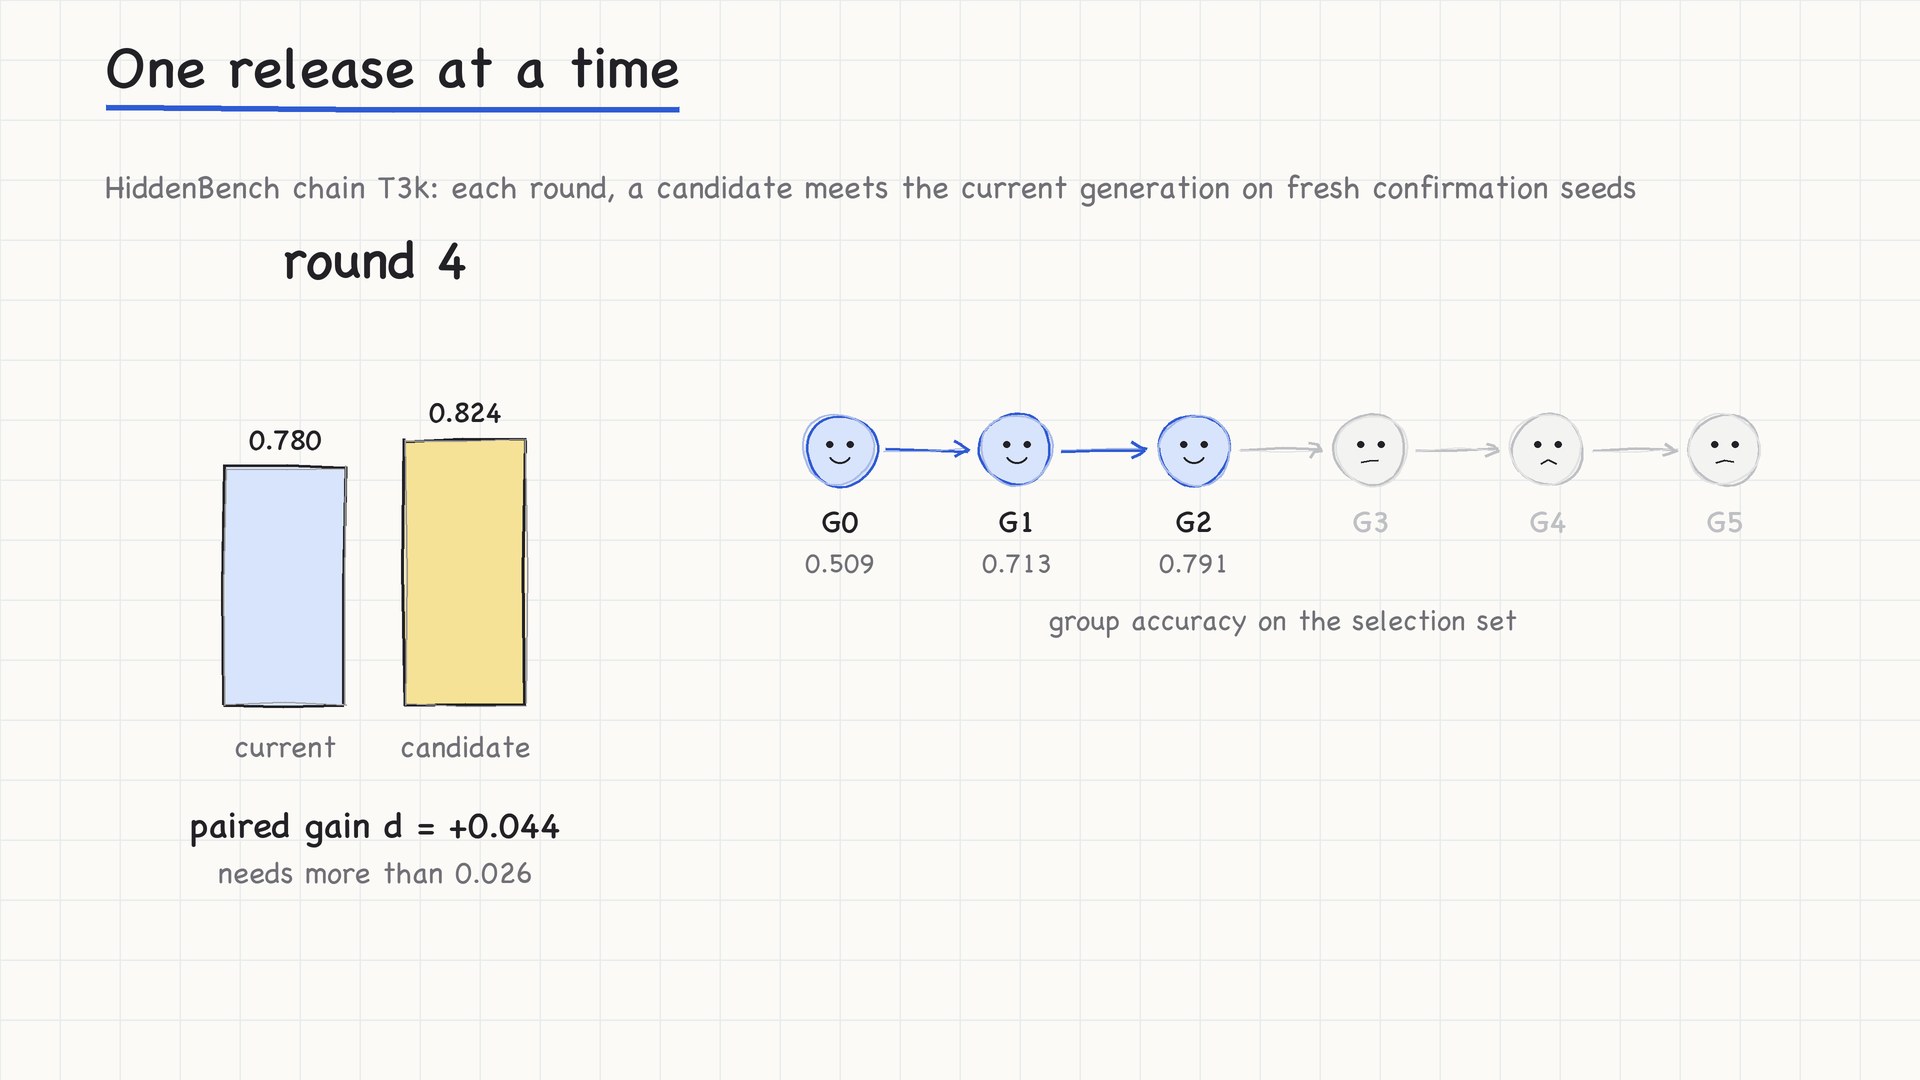 One release at a time
HiddenBench chain T3k: each round, a candidate meets the current generation on fresh confirmation seeds
round 4
0.780
0.824
current
candidate
paired gain d = +0.044
needs more than 0.026
G0
G1
G2
G3
G4
G5
0.509
0.713
0.791
group accuracy on the selection set